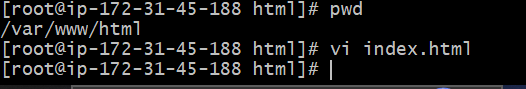 [root@ip-172-31-45-188 html]# pwd
/var/www/html
[root@ip-172-31-45-188 html]# vi index.html
[root@ip-172-31-45-188 html]#